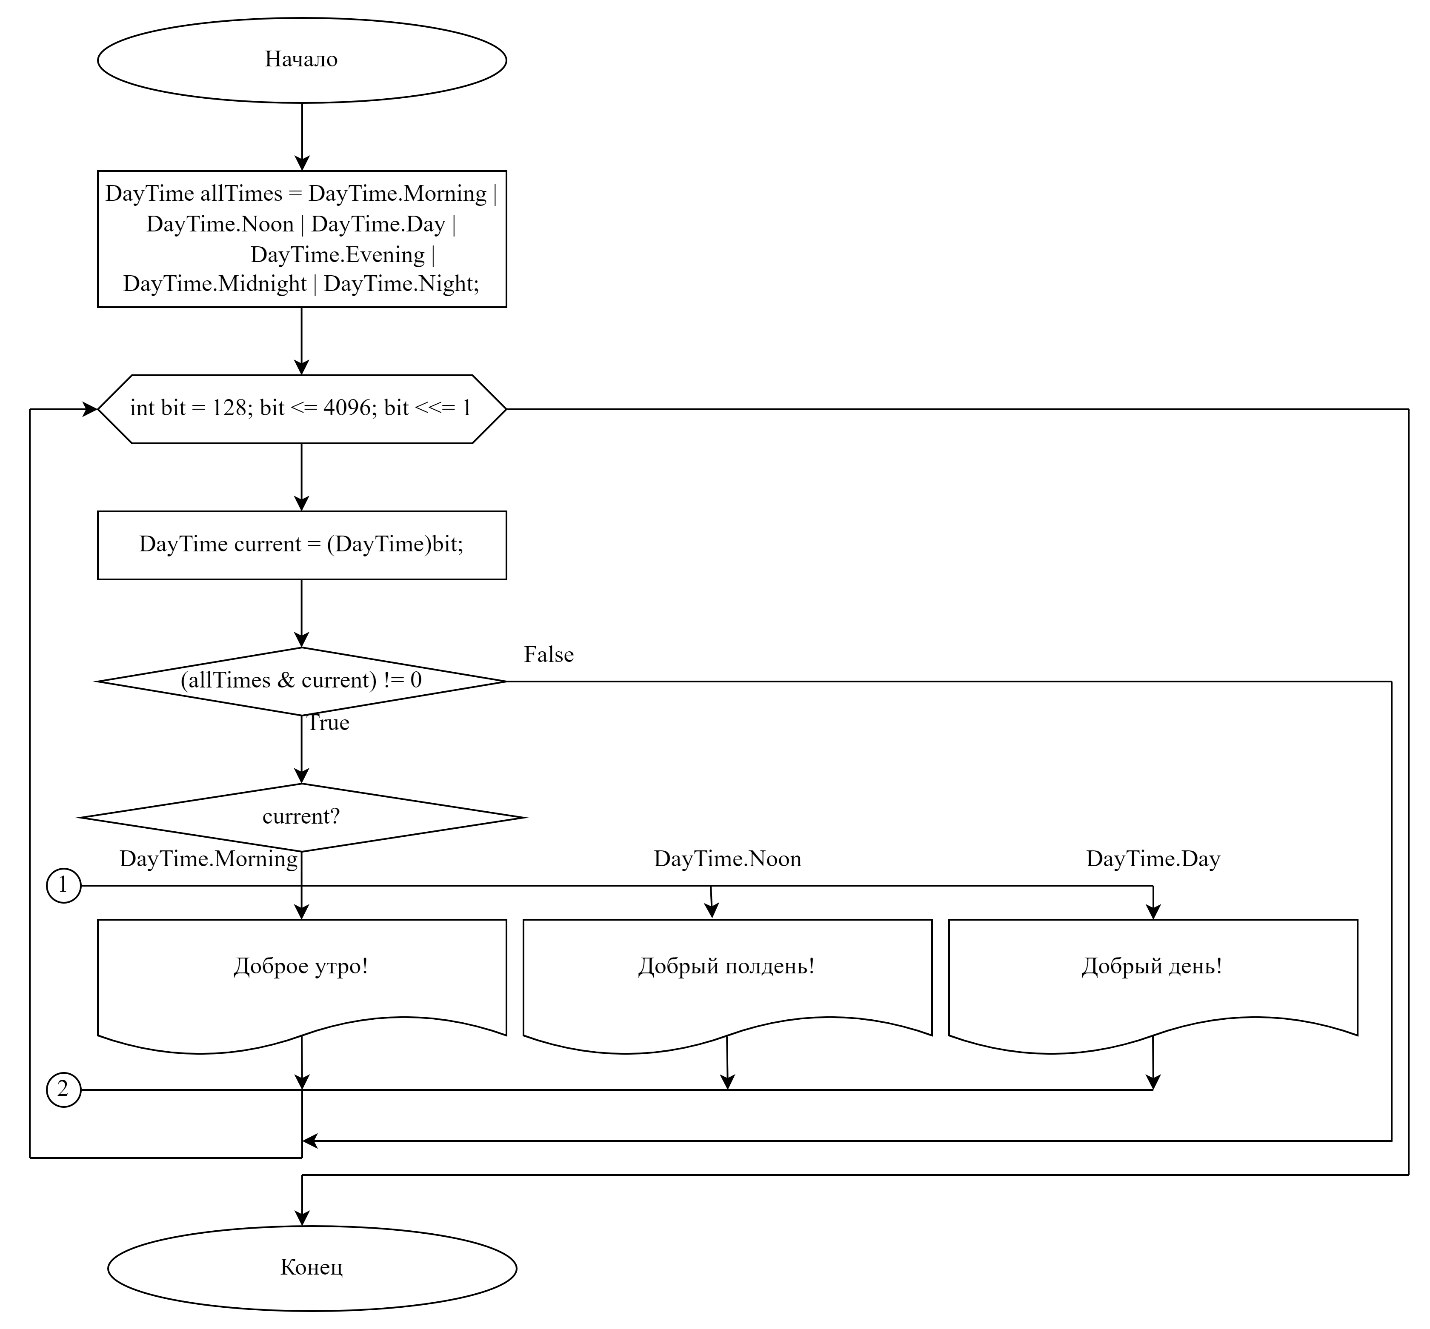 Начало
DayTime allTimes = DayTime.Morning |
DayTime.Noon | DayTime.Day |
DayTime.Evening |
DayTime.Midnight | DayTime.Night;
int bit = 128; bit <= 4096; bit <<= 1
DayTime current = (DayTime)bit;
False
(allTimes & current) != 0
True
current?
DayTime.Morning
DayTime.Noon
DayTime.Day
1
Доброе утро!
Добрый полдень!
Добрый день!
2
Конец